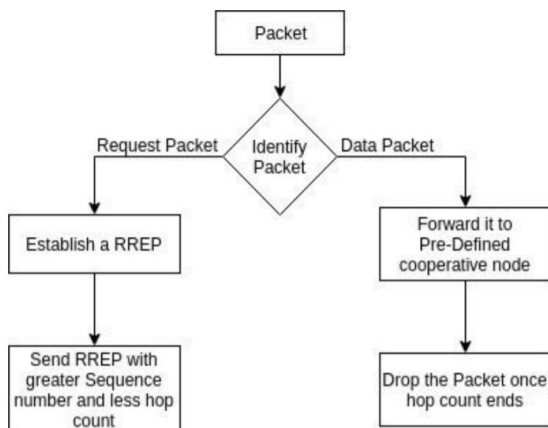 Packet
Identify
Packet
Request Packet
Data Packet
Establish a RREP
Forward it to
Pre-Defined
cooperative node
Send RREP with
greater Sequence
number and less hop
count
Drop the Packet once
hop count ends